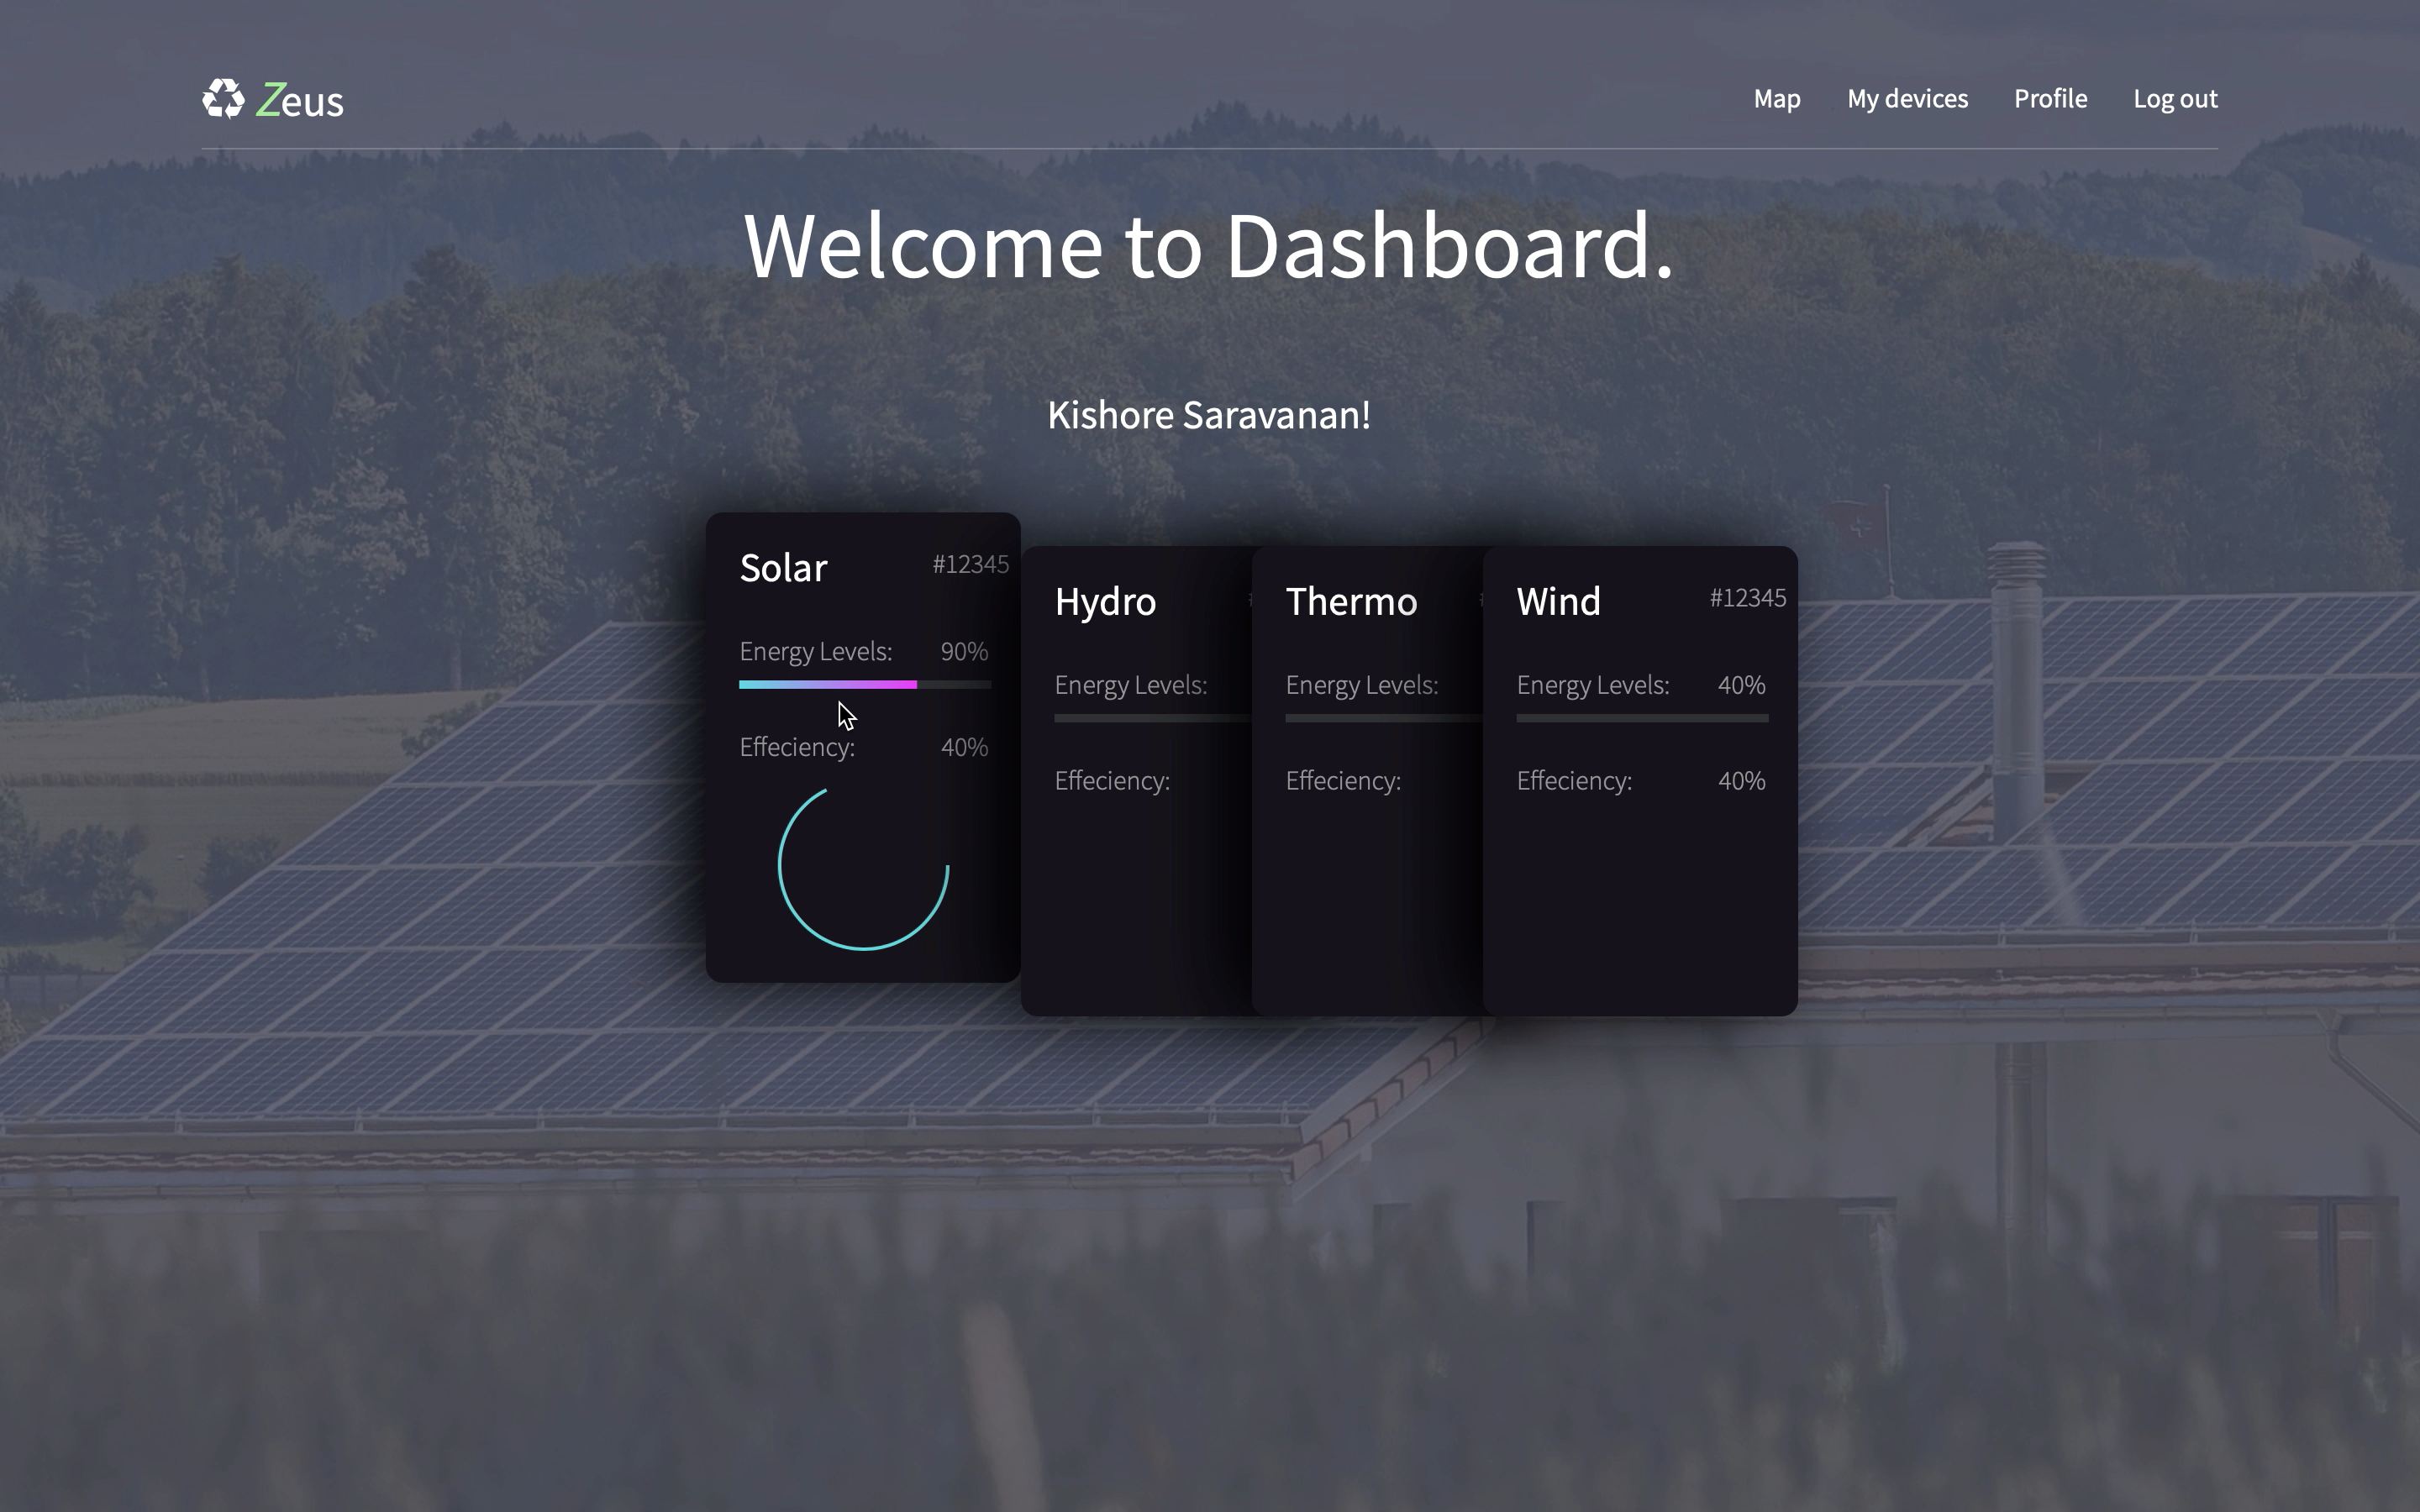 Zeus
Map My devices Profile Log out
Welcome to Dashboard.
Kishore Saravanan!
Solar #12345
Energy Levels: 90%
Effeciency: 40%
Hydro
Energy Levels:
Effeciency:
Thermo
Energy Levels:
Effeciency:
Wind #12345
Energy Levels: 40%
Effeciency: 40%